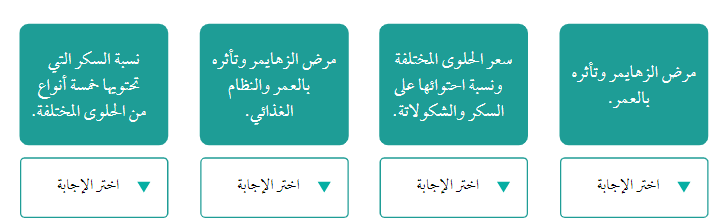 مرض الزهايمر وتأثره
بالعمر.
سعر الحلوى المختلفة
ونسبة احتوائها على
السكر والشكولاتة.
مرض الزهايمر وتأثره
بالعمر والنظام
الغذائي.
نسبة السكر التي
تحتويها خمسة أنواع
من الحلوى المختلفة.
اختر الإجابة
اختر الإجابة
اختر الإجابة
اختر الإجابة